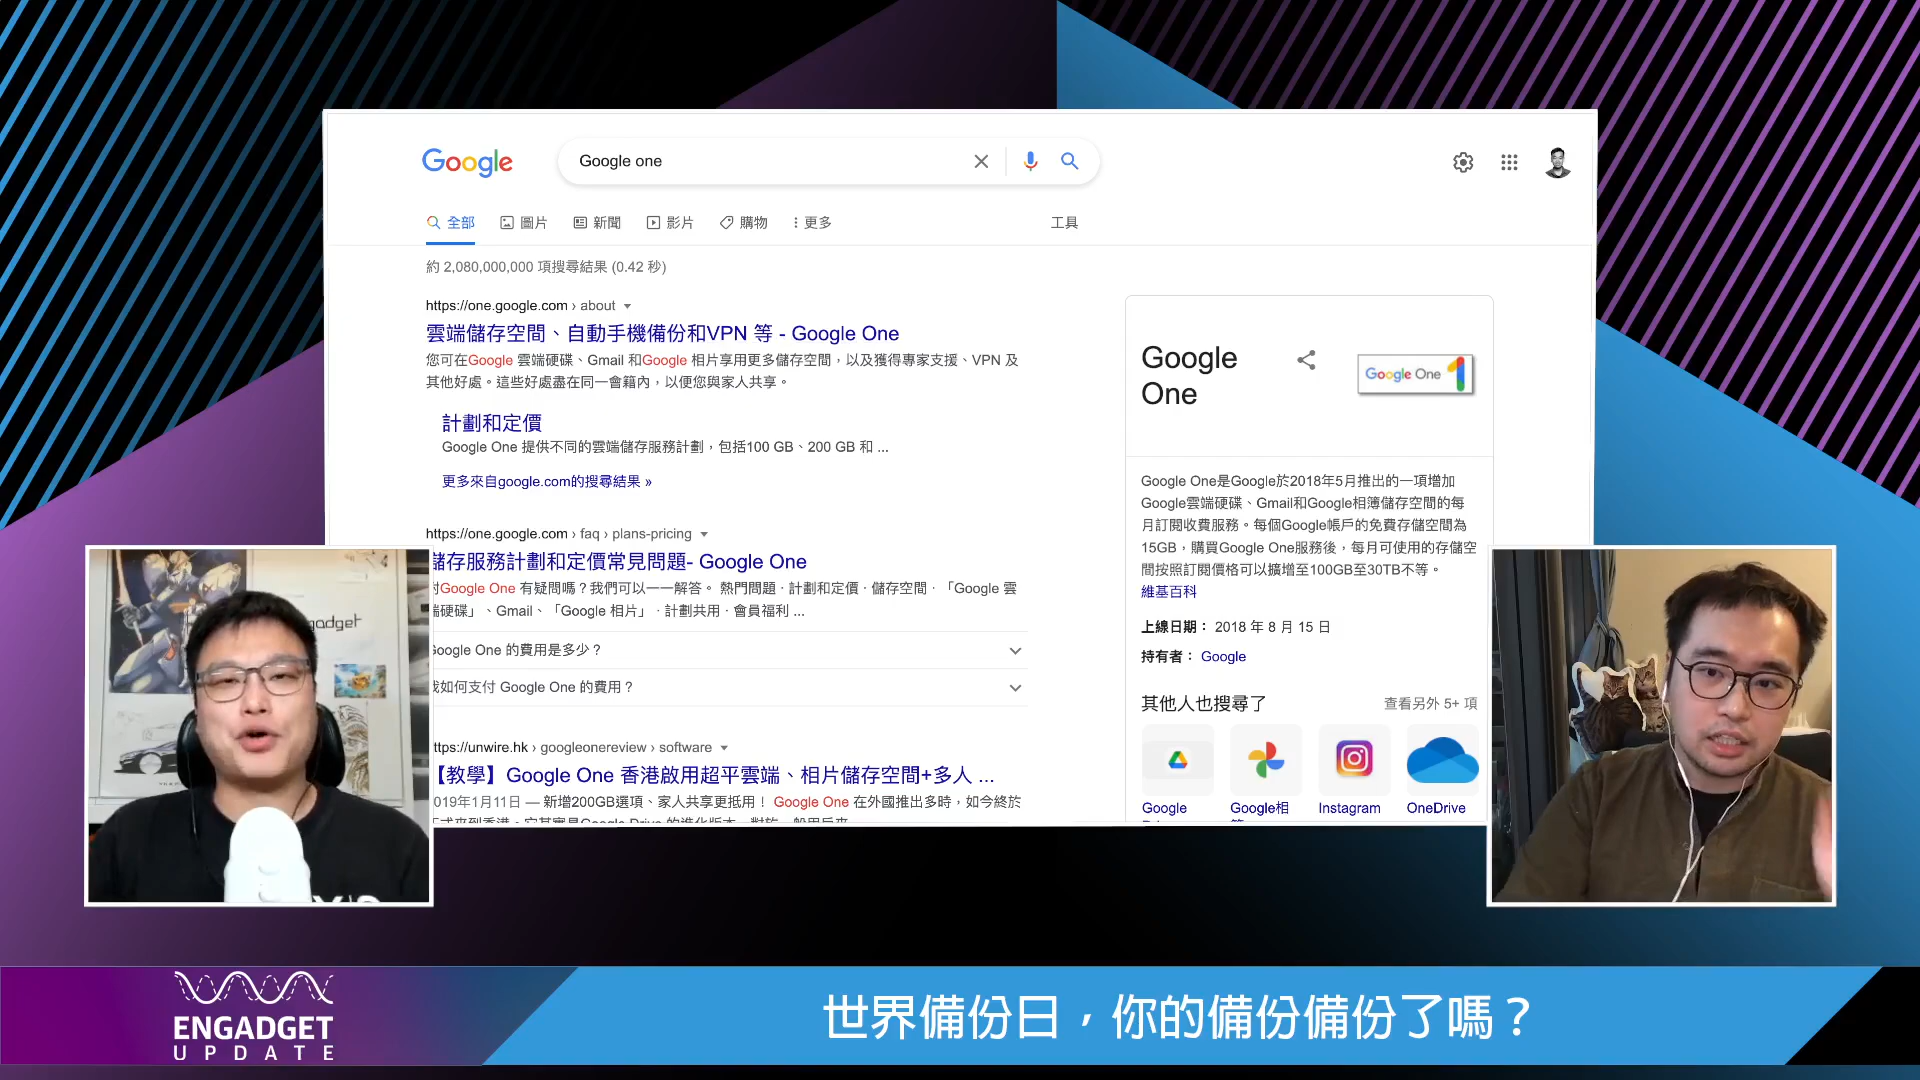 Google
Google one
全部 圖片 新聞 影片 購物 更多 工具
約 2,080,000,000 項搜尋結果 (0.42 秒)
https://one.google.com › about
雲端儲存空間、自動手機備份和VPN 等 - Google One
您可在Google 雲端硬碟、Gmail 和Google 相片享用更多儲存空間，以及獲得專家支援、VPN 及
其他好處。這些好處盡在同一會籍內，以便您與家人共享。
計劃和定價
Google One 提供不同的雲端儲存服務計劃，包括100 GB、200 GB 和 ...
更多來自google.com的搜尋結果 »
https://one.google.com › faq › plans-pricing
儲存服務計劃和定價常見問題- Google One
Google One 有疑問嗎？我們可以一一解答。 熱門問題 · 計劃和定價 · 儲存空間 · 「Google 雲
硬碟」、Gmail、「Google 相片」 · 計劃共用 · 會員福利 ...
Google One 的費用是多少？
我如何支付 Google One 的費用？
ttps://unwire.hk › googleonereview › software
【教學】Google One 香港啟用超平雲端、相片儲存空間+多人 ...
019年1月11日 — 新增200GB選項、家人共享更抵用！ Google One 在外國推出多時，如今終於
Google One
Google One
Google One是Google於2018年5月推出的一項增加
Google雲端硬碟、Gmail和Google相簿儲存空間的每
月訂閱收費服務。每個Google帳戶的免費存儲空間為
15GB，購買Google One服務後，每月可使用的存儲空
間按照訂閱價格可以擴增至100GB至30TB不等。
維基百科
上線日期： 2018 年 8 月 15 日
持有者： Google
其他人也搜尋了 查看另外 5+ 項
Google Google相 Instagram OneDrive
gadget
ENGADGET
UPDATE
世界備份日，你的備份備份了嗎？